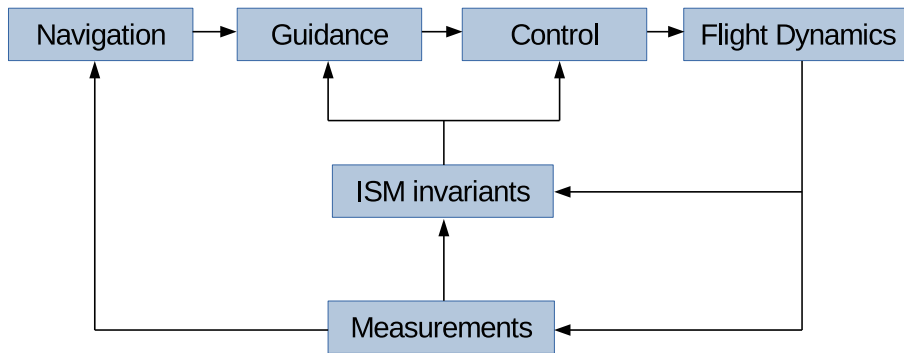 Navigation
Guidance
Control
Flight Dynamics
ISM invariants
Measurements